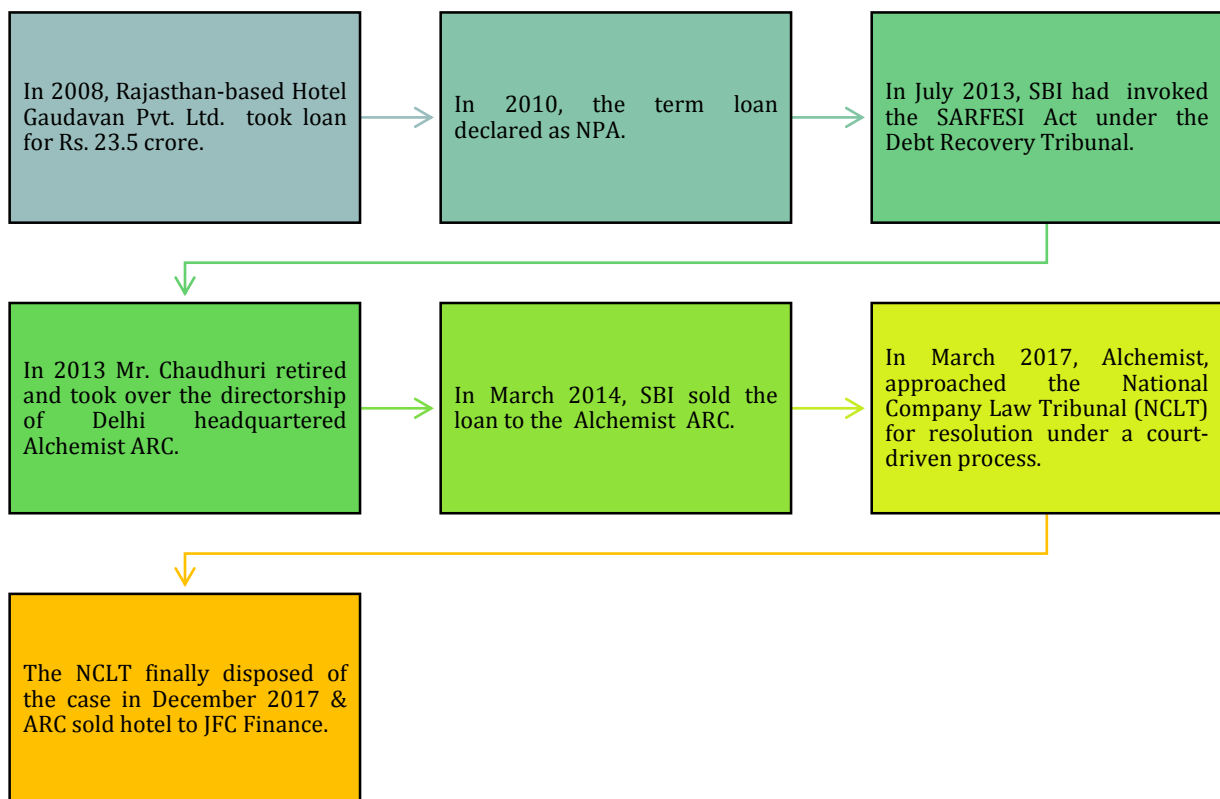 In 2008, Rajasthan-based Hotel
Gaudavan Pvt. Ltd. took loan
for Rs. 23.5 crore.
In 2010, the term loan
declared as NPA.
In July 2013, SBI had invoked
the SARFESI Act under the
Debt Recovery Tribunal.
In 2013 Mr. Chaudhuri retired
and took over the directorship
of Delhi headquartered
Alchemist ARC.
In March 2014, SBI sold the
loan to the Alchemist ARC.
In March 2017, Alchemist,
approached the National
Company Law Tribunal (NCLT)
for resolution under a court-
driven process.
The NCLT finally disposed of
the case in December 2017 &
ARC sold hotel to JFC Finance.